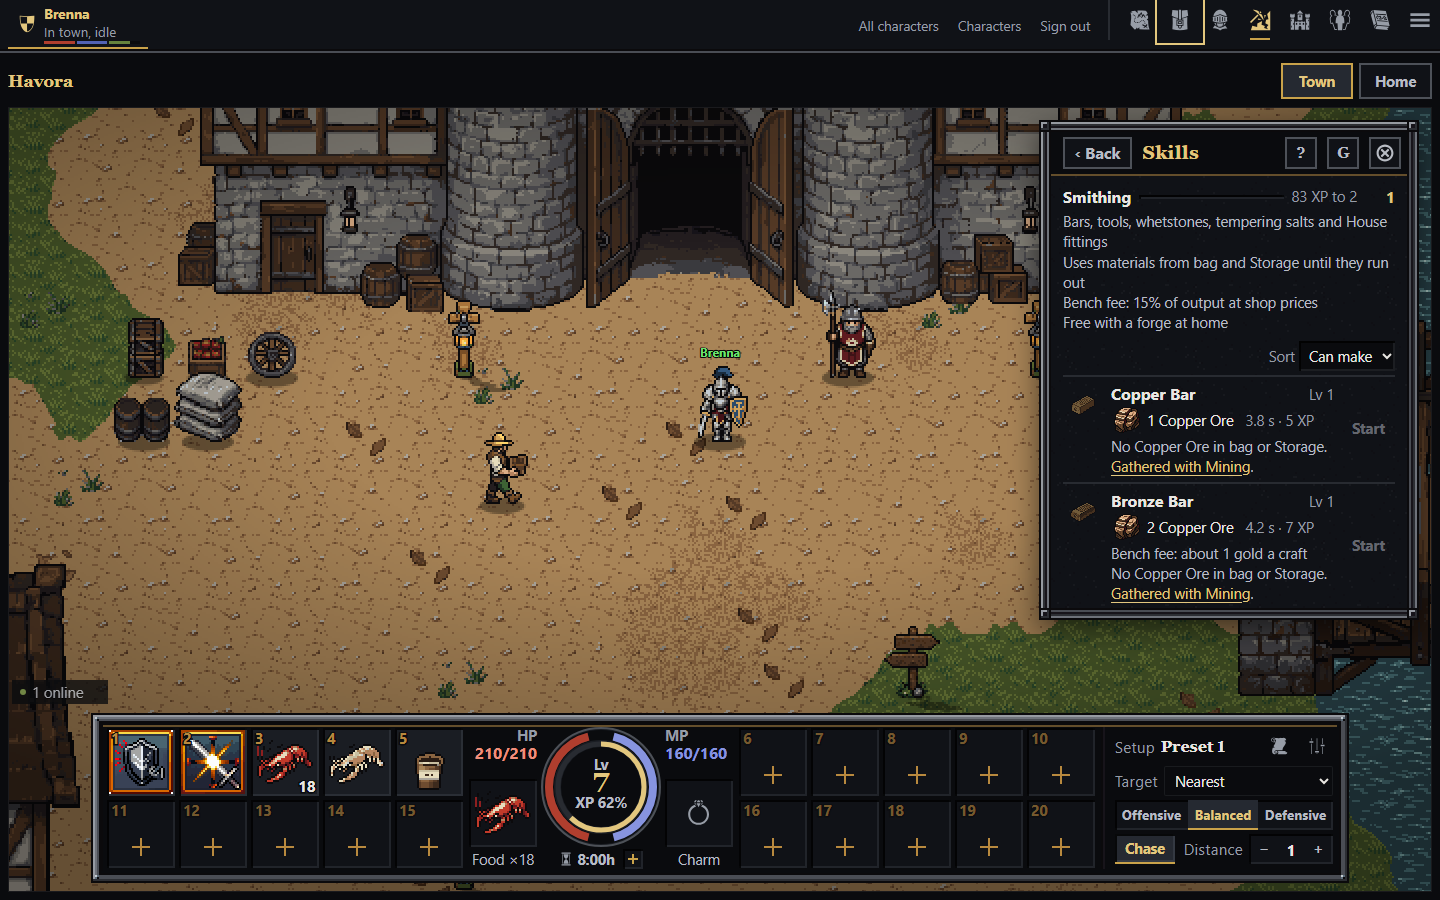 Brenna
In town, idle
All characters
Characters
Sign out
Havora
Town
Home
‹ Back
Skills
?
G
Smithing
83 XP to 2
1
Bars, tools, whetstones, tempering salts and House
fittings
Uses materials from bag and Storage until they run
out
Bench fee: 15% of output at shop prices
Free with a forge at home
Sort
Can make
Copper Bar
Lv 1
1 Copper Ore
3.8 s · 5 XP
Start
No Copper Ore in bag or Storage.
Gathered with Mining.
Bronze Bar
Lv 1
2 Copper Ore
4.2 s · 7 XP
Start
Bench fee: about 1 gold a craft
No Copper Ore in bag or Storage.
Gathered with Mining.
Brenna
1 online
1
2
3
18
4
5
HP
210/210
Lv
7
XP 62%
MP
160/160
6
7
8
9
10
11
12
13
14
15
Food ×18
8:00h
+
Charm
16
17
18
19
20
Setup
Preset 1
Target
Nearest
Offensive
Balanced
Defensive
Chase
Distance
−
1
+